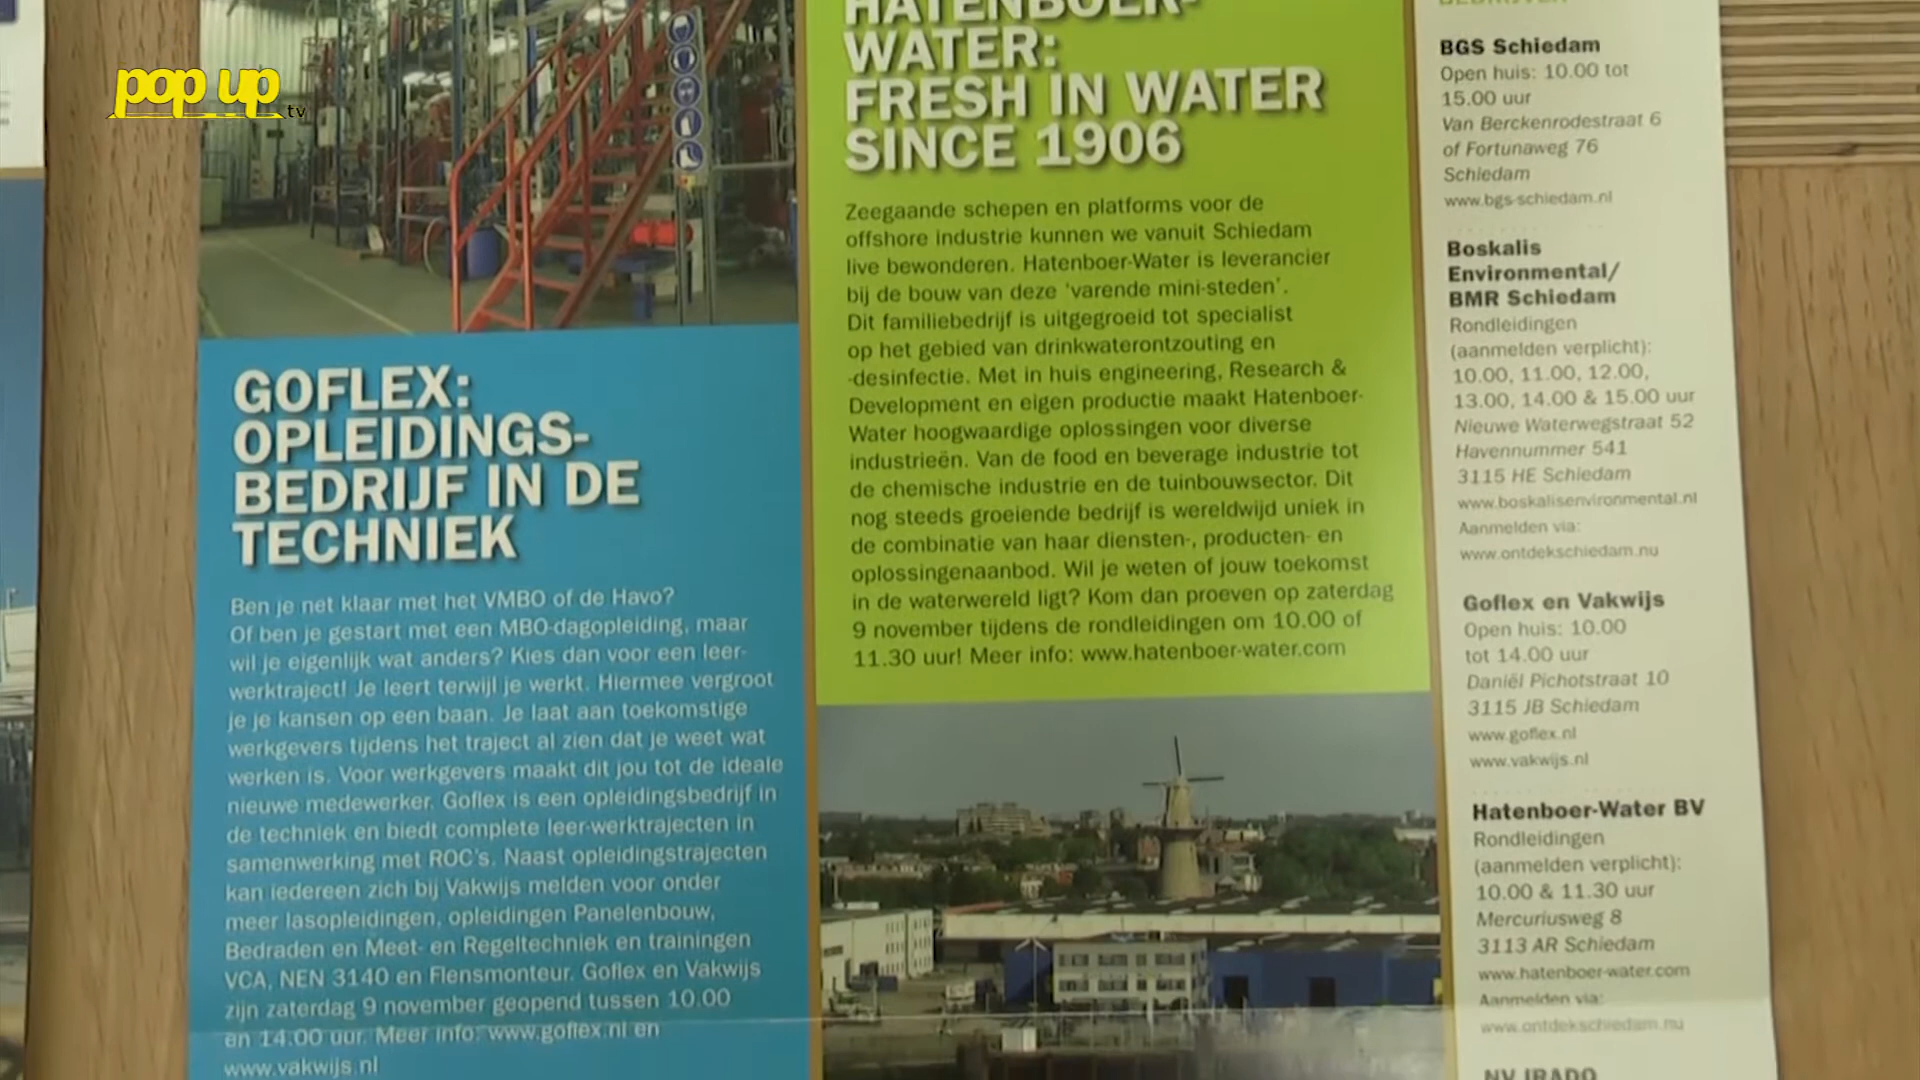 pop up
tv
GOFLEX:
OPLEIDINGS-
BEDRIJF IN DE
TECHNIEK
Ben je net klaar met het VMBO of de Havo?
Of ben je gestart met een MBO-dagopleiding, maar
wil je eigenlijk wat anders? Kies dan voor een leer-
werktraject! Je leert terwijl je werkt. Hiermee vergroot
je je kansen op een baan. Je laat aan toekomstige
werkgevers tijdens het traject al zien dat je weet wat
werken is. Voor werkgevers maakt dit jou tot de ideale
nieuwe medewerker. Goflex is een opleidingsbedrijf in
de techniek en biedt complete leer-werktrajecten in
samenwerking met ROC's. Naast opleidingstrajecten
kan iedereen zich bij Vakwijs melden voor onder
meer lasopleidingen, opleidingen Panelenbouw,
Bedraden en Meet- en Regeltechniek en trainingen
VCA, NEN 3140 en Flensmonteur. Goflex en Vakwijs
zijn zaterdag 9 november geopend tussen 10.00
en 14.00 uur. Meer info: www.goflex.nl en
www.vakwijs.nl
HATENBOER-
WATER:
FRESH IN WATER
SINCE 1906
Zeegaande schepen en platforms voor de
offshore industrie kunnen we vanuit Schiedam
live bewonderen. Hatenboer-Water is leverancier
bij de bouw van deze 'varende mini-steden'.
Dit familiebedrijf is uitgegroeid tot specialist
op het gebied van drinkwaterontzouting en
-desinfectie. Met in huis engineering, Research &
Development en eigen productie maakt Hatenboer-
Water hoogwaardige oplossingen voor diverse
industrieën. Van de food en beverage industrie tot
de chemische industrie en de tuinbouwsector. Dit
nog steeds groeiende bedrijf is wereldwijd uniek in
de combinatie van haar diensten-, producten- en
oplossingenaanbod. Wil je weten of jouw toekomst
in de waterwereld ligt? Kom dan proeven op zaterdag
9 november tijdens de rondleidingen om 10.00 of
11.30 uur! Meer info: www.hatenboer-water.com
BGS Schiedam
Open huis: 10.00 tot
15.00 uur
Van Berckenrodestraat 6
of Fortunaweg 76
Schiedam
www.bgs-schiedam.nl
Boskalis
Environmental/
BMR Schiedam
Rondleidingen
(aanmelden verplicht):
10.00, 11.00, 12.00,
13.00, 14.00 & 15.00 uur
Nieuwe Waterwegstraat 52
Havennummer 541
3115 HE Schiedam
www.boskalisenvironmental.nl
Aanmelden via:
www.ontdekschiedam.nu
Goflex en Vakwijs
Open huis: 10.00
tot 14.00 uur
Daniël Pichotstraat 10
3115 JB Schiedam
www.goflex.nl
www.vakwijs.nl
Hatenboer-Water BV
Rondleidingen
(aanmelden verplicht):
10.00 & 11.30 uur
Mercuriusweg 8
3113 AR Schiedam
www.hatenboer-water.com
Aanmelden via:
www.ontdekschiedam.nu
NV IRADO